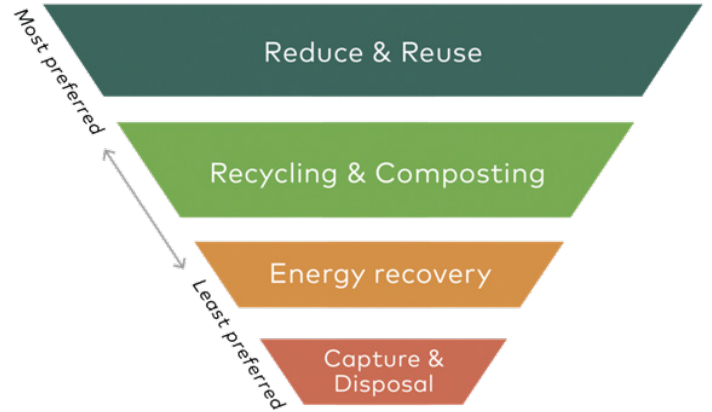 Most preferred
Reduce & Reuse
Recycling & Composting
Energy recovery
Least preferred
Capture &
Disposal